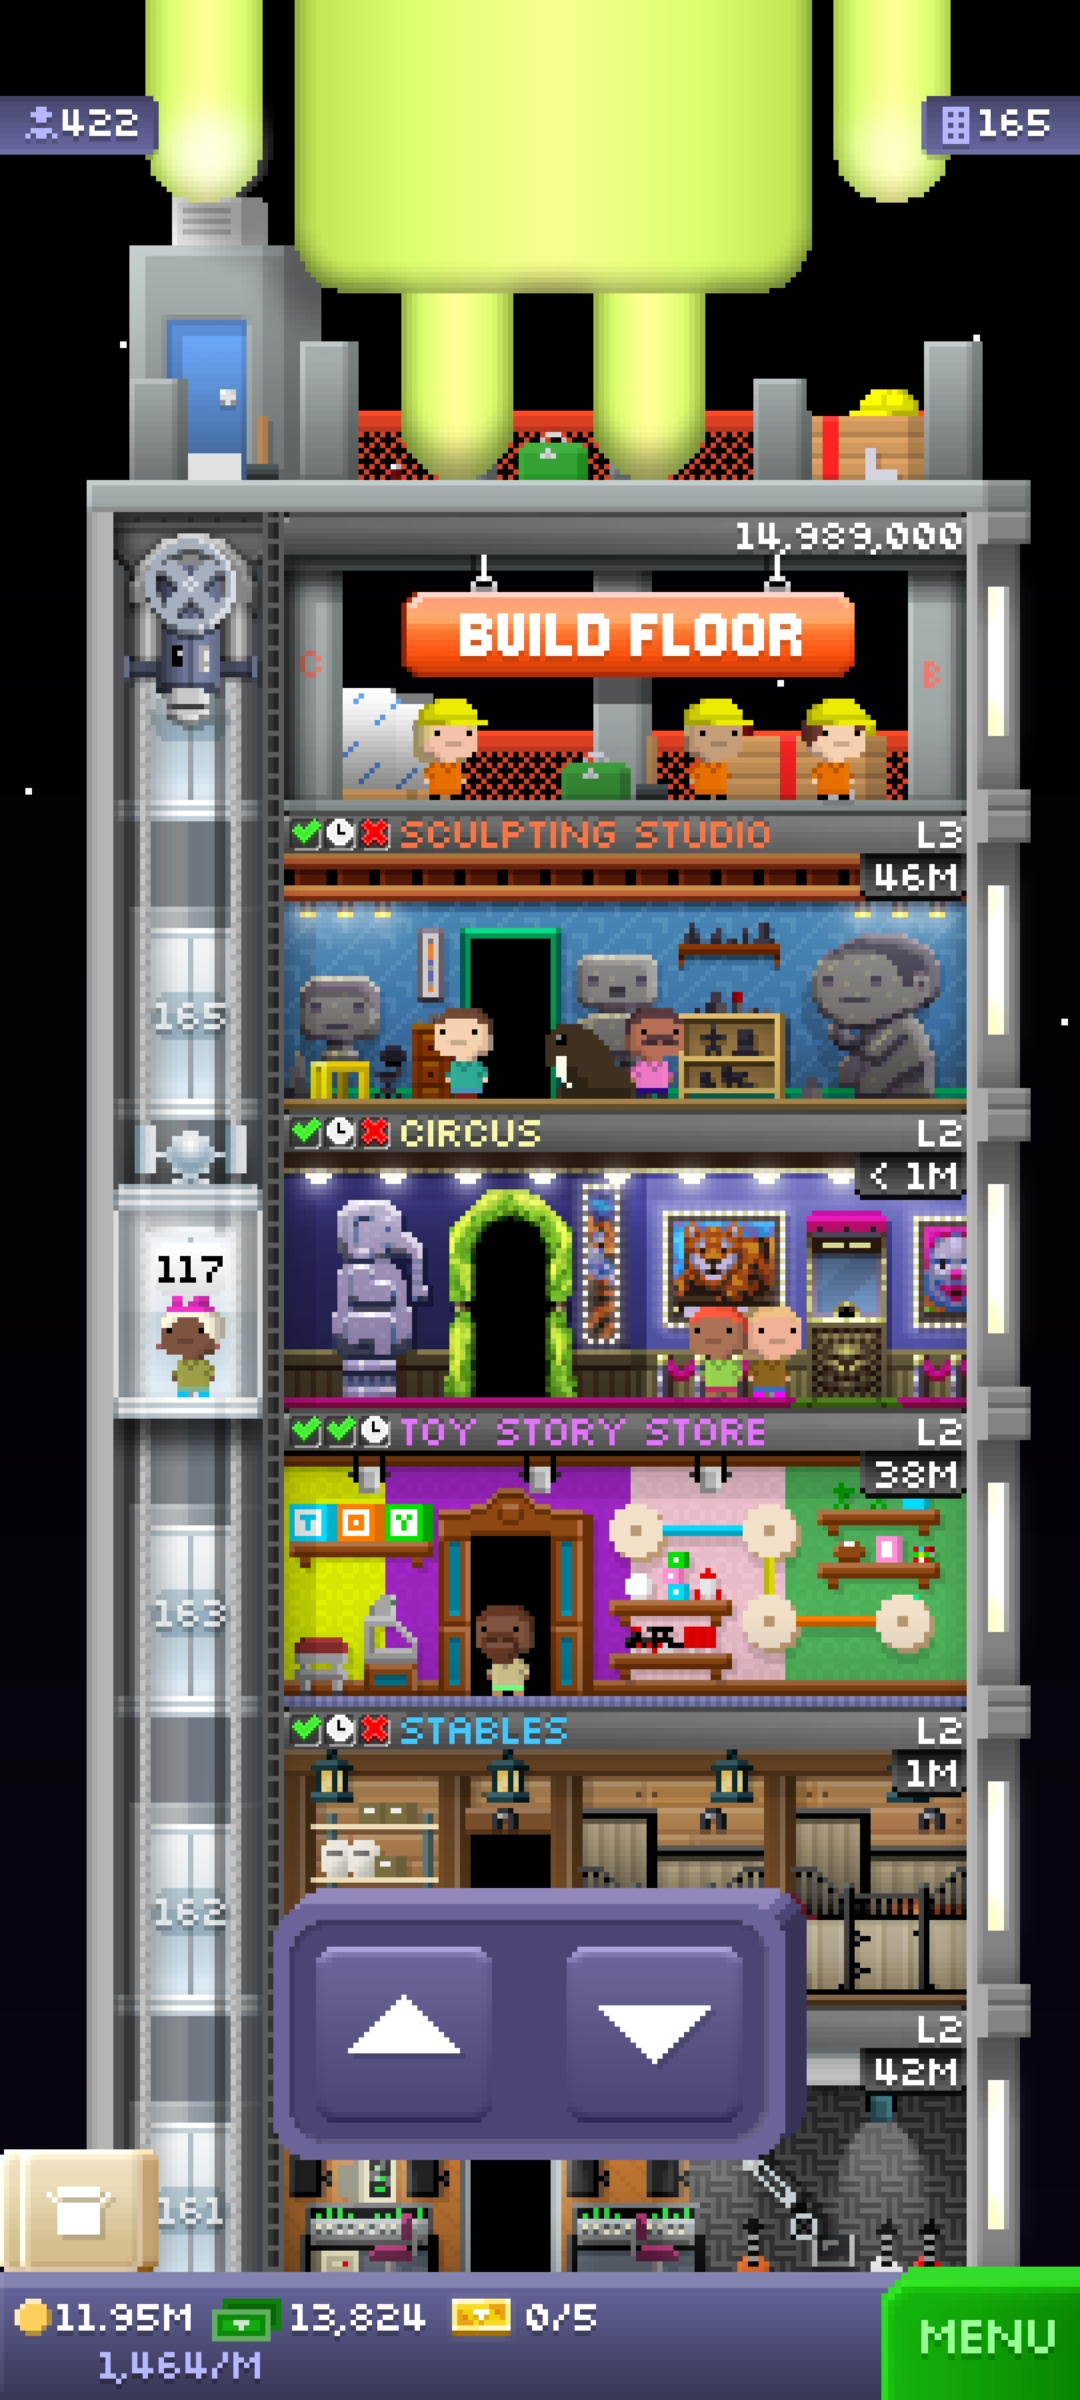 422
165
14,989,000
BUILD FLOOR
C
B
SCULPTING STUDIO
L3
46M
165
CIRCUS
L2
< 1M
117
TOY STORY STORE
L2
38M
T O Y
163
STABLES
L2
1M
162
L2
42M
161
11.95M
13,824
0/5
1,464/M
MENU